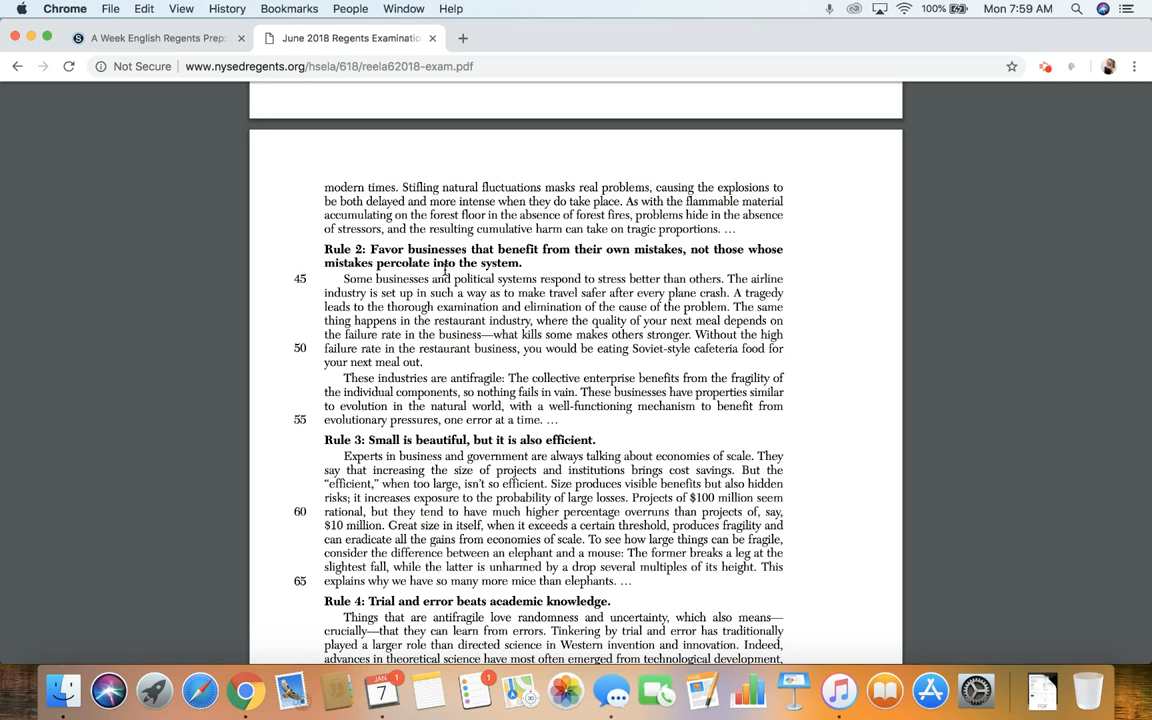 Chrome File Edit View History Bookmarks People Window Help 100% Mon 7:59 AM
A Week English Regents Prep: June 2018 Regents Examinatio
Not Secure www.nysedregents.org/hsela/618/reela62018-exam.pdf
modern times. Stifling natural fluctuations masks real problems, causing the explosions to
be both delayed and more intense when they do take place. As with the flammable material
accumulating on the forest floor in the absence of forest fires, problems hide in the absence
of stressors, and the resulting cumulative harm can take on tragic proportions. …
Rule 2: Favor businesses that benefit from their own mistakes, not those whose
mistakes percolate into the system.
45 Some businesses and political systems respond to stress better than others. The airline
industry is set up in such a way as to make travel safer after every plane crash. A tragedy
leads to the thorough examination and elimination of the cause of the problem. The same
thing happens in the restaurant industry, where the quality of your next meal depends on
the failure rate in the business—what kills some makes others stronger. Without the high
50 failure rate in the restaurant business, you would be eating Soviet-style cafeteria food for
your next meal out.
These industries are antifragile: The collective enterprise benefits from the fragility of
the individual components, so nothing fails in vain. These businesses have properties similar
to evolution in the natural world, with a well-functioning mechanism to benefit from
55 evolutionary pressures, one error at a time. …
Rule 3: Small is beautiful, but it is also efficient.
Experts in business and government are always talking about economies of scale. They
say that increasing the size of projects and institutions brings cost savings. But the
“efficient,” when too large, isn’t so efficient. Size produces visible benefits but also hidden
risks; it increases exposure to the probability of large losses. Projects of $100 million seem
60 rational, but they tend to have much higher percentage overruns than projects of, say,
$10 million. Great size in itself, when it exceeds a certain threshold, produces fragility and
can eradicate all the gains from economies of scale. To see how large things can be fragile,
consider the difference between an elephant and a mouse: The former breaks a leg at the
slightest fall, while the latter is unharmed by a drop several multiples of its height. This
65 explains why we have so many more mice than elephants. …
Rule 4: Trial and error beats academic knowledge.
Things that are antifragile love randomness and uncertainty, which also means—
crucially—that they can learn from errors. Tinkering by trial and error has traditionally
played a larger role than directed science in Western invention and innovation. Indeed,
advances in theoretical science have most often emerged from technological development,
JAN
7
1
1
PDF